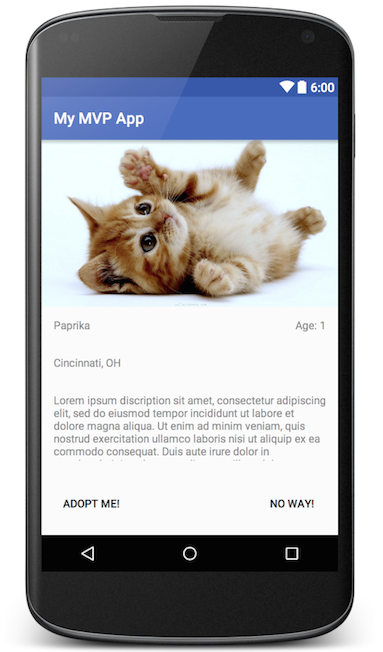 6:00
My MVP App
Paprika Age: 1
Cincinnati, OH
Lorem ipsum discription sit amet, consectetur adipiscing
elit, sed do eiusmod tempor incididunt ut labore et
dolore magna aliqua. Ut enim ad minim veniam, quis
nostrud exercitation ullamco laboris nisi ut aliquip ex ea
commodo consequat. Duis aute irure dolor in
ADOPT ME! NO WAY!